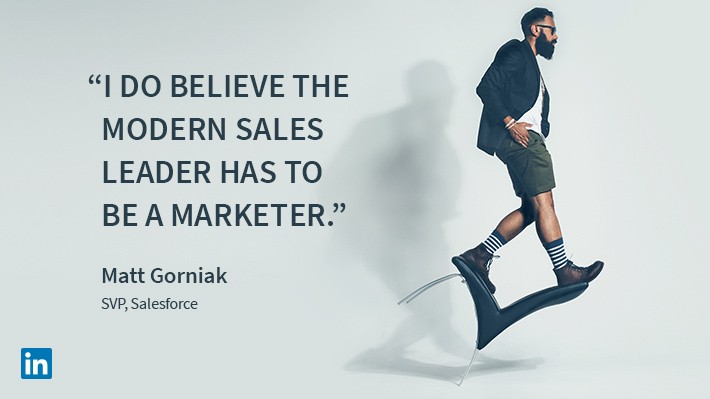 “I DO BELIEVE THE
MODERN SALES
LEADER HAS TO
BE A MARKETER.”
Matt Gorniak
SVP, Salesforce
in